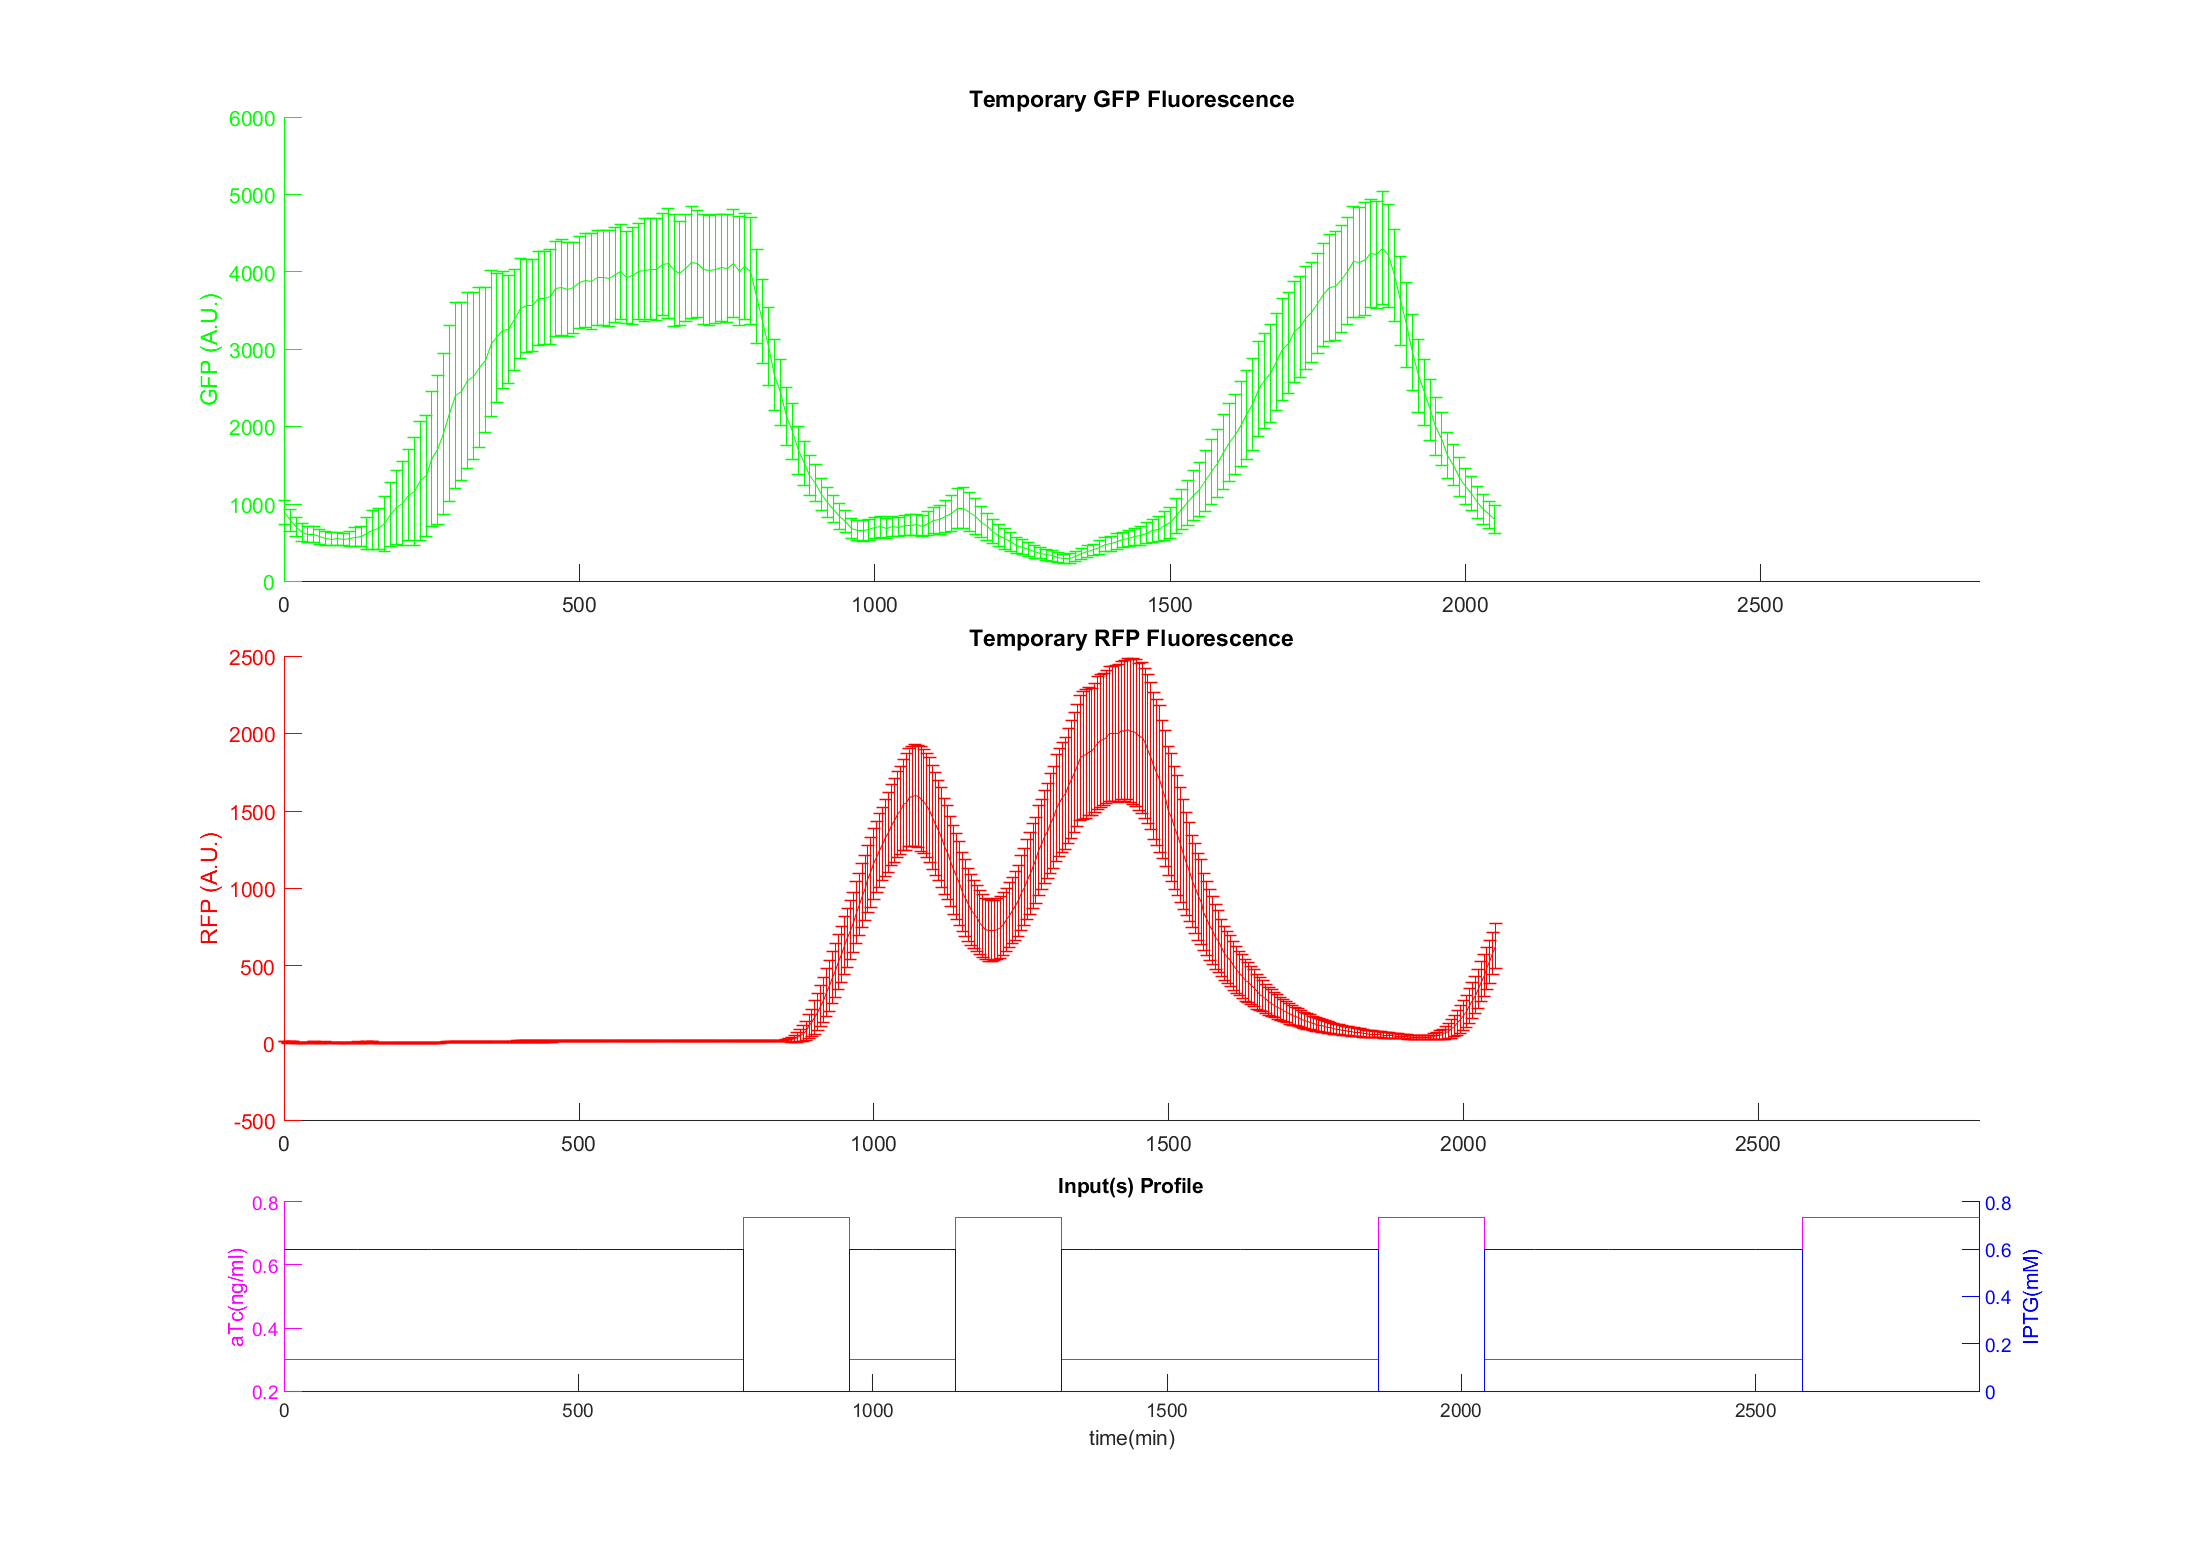 Temporary GFP Fluorescence
6000
5000
4000
3000
2000
1000
0
GFP (A.U.)
0 500 1000 1500 2000 2500
Temporary RFP Fluorescence
2500
2000
1500
1000
500
0
-500
RFP (A.U.)
0 500 1000 1500 2000 2500
Input(s) Profile
0.8
0.6
0.4
0.2
aTc(ng/ml)
0.8
0.6
0.4
0.2
0
IPTG(mM)
0 500 1000 1500 2000 2500
time(min)